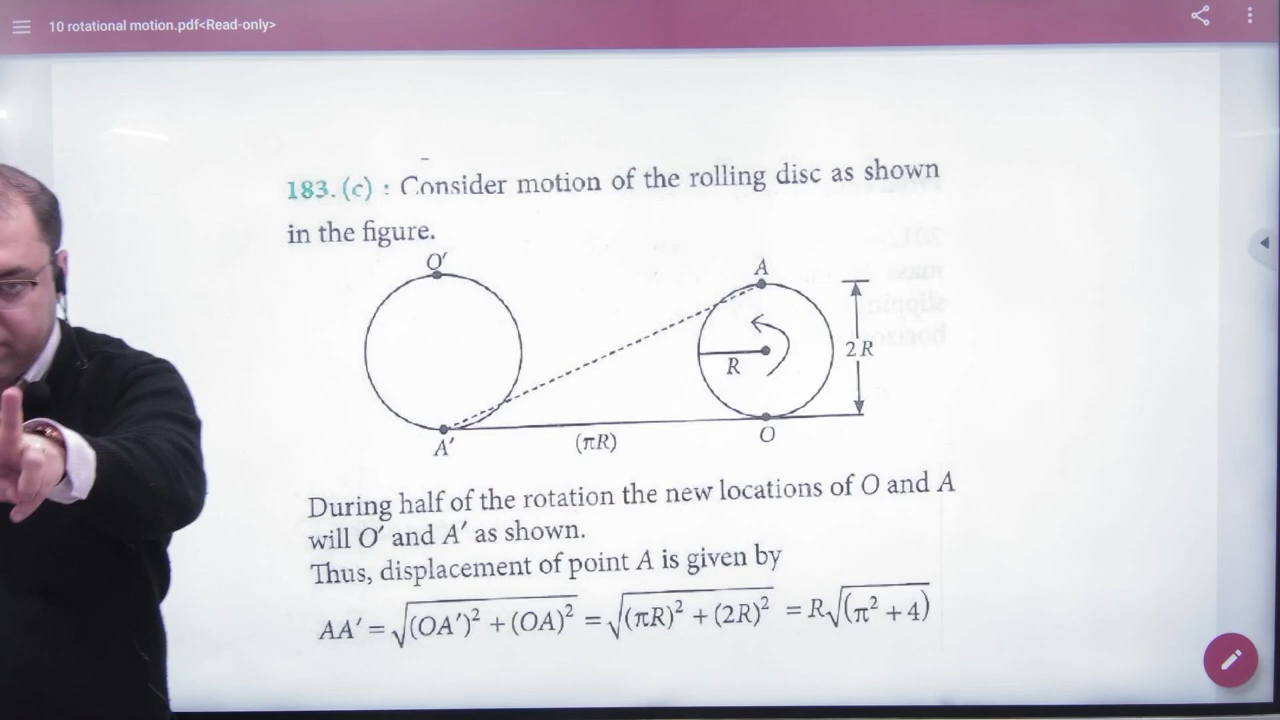 10 rotational motion.pdf<Read-only>
183. (c) : Consider motion of the rolling disc as shown
in the figure.
O′
A
R
2R
A′
(πR)
O
During half of the rotation the new locations of O and A
will O′ and A′ as shown.
Thus, displacement of point A is given by
AA′ = √(OA′)² + (OA)² = √(πR)² + (2R)² = R√(π² + 4)